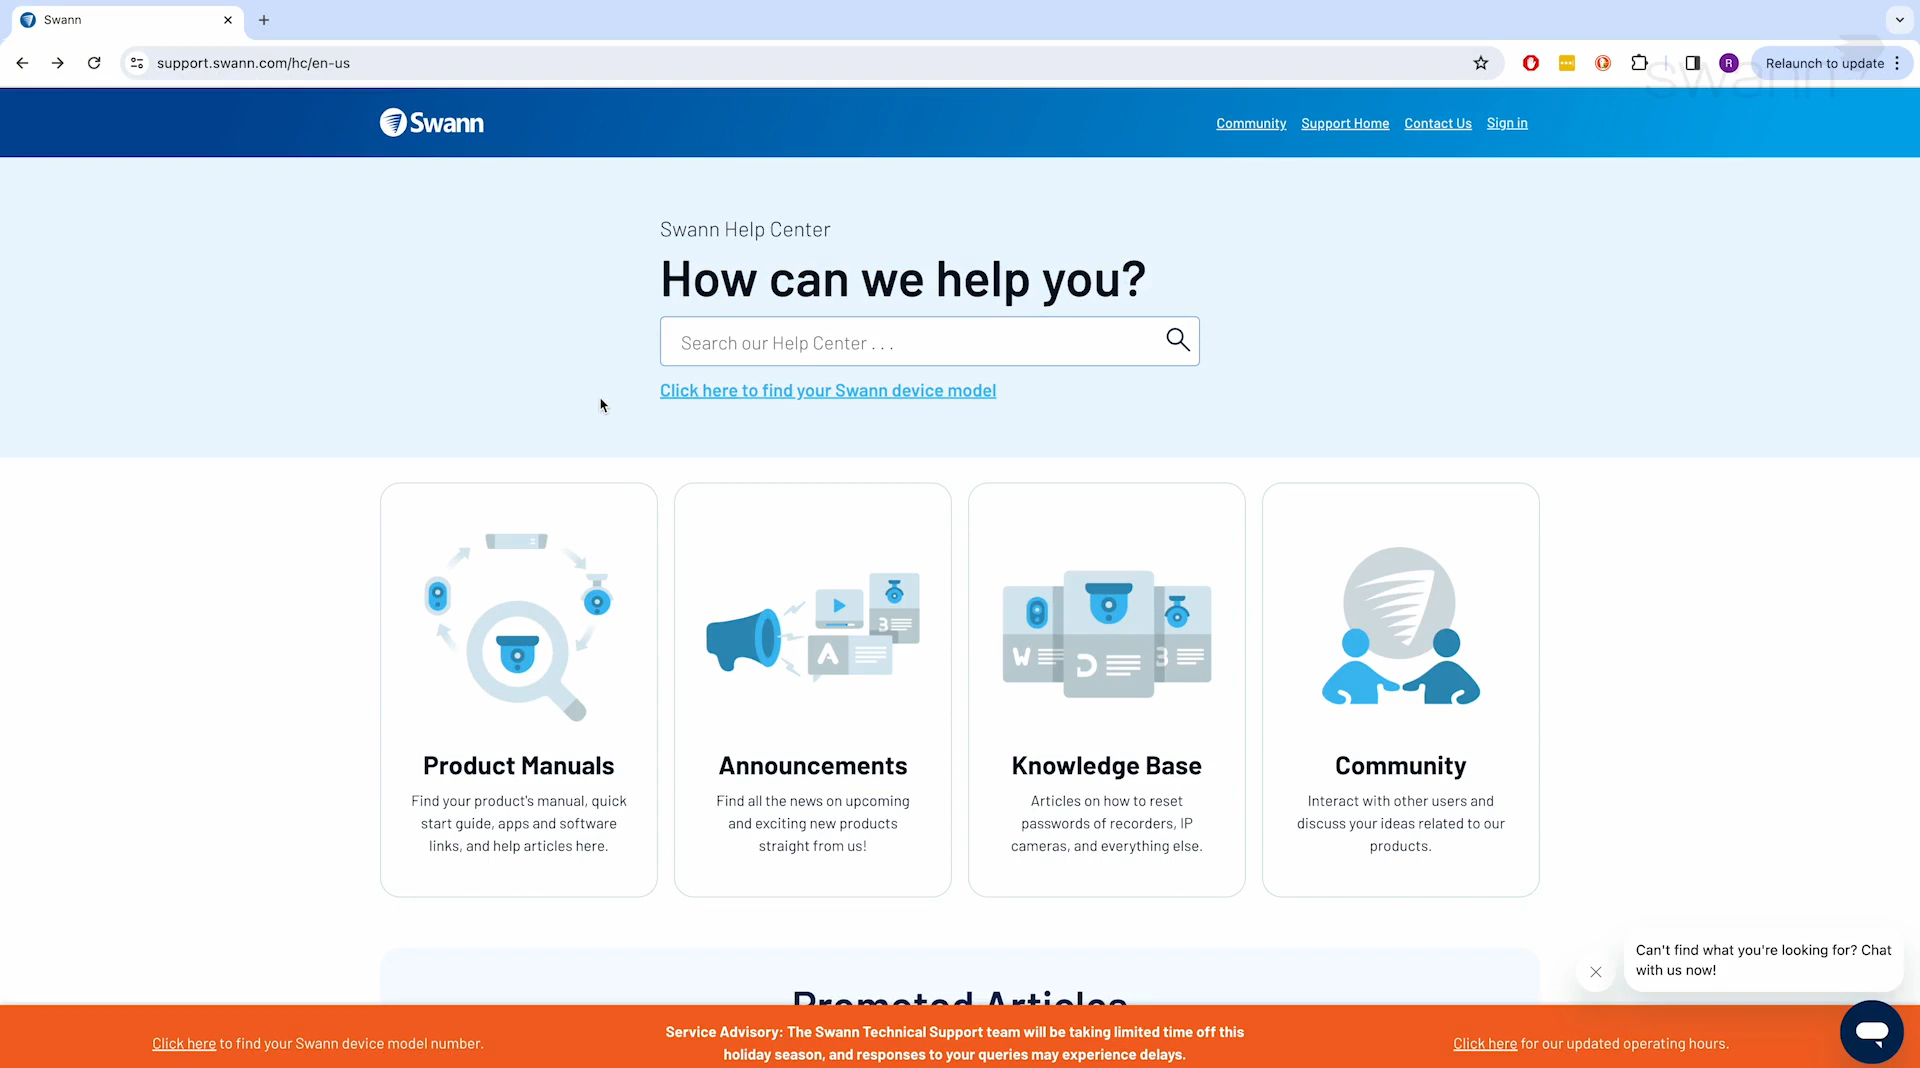 Swann
support.swann.com/hc/en-us
R
Relaunch to update
swann
Swann
Community Support Home Contact Us Sign in
Swann Help Center
How can we help you?
Search our Help Center . . .
Click here to find your Swann device model
Product Manuals
Find your product's manual, quick
start guide, apps and software
links, and help articles here.
Announcements
Find all the news on upcoming
and exciting new products
straight from us!
Knowledge Base
Articles on how to reset
passwords of recorders, IP
cameras, and everything else.
Community
Interact with other users and
discuss your ideas related to our
products.
A
3
W
D
3
Can't find what you're looking for? Chat
with us now!
Promoted Articles
Click here to find your Swann device model number.
Service Advisory: The Swann Technical Support team will be taking limited time off this
holiday season, and responses to your queries may experience delays.
Click here for our updated operating hours.